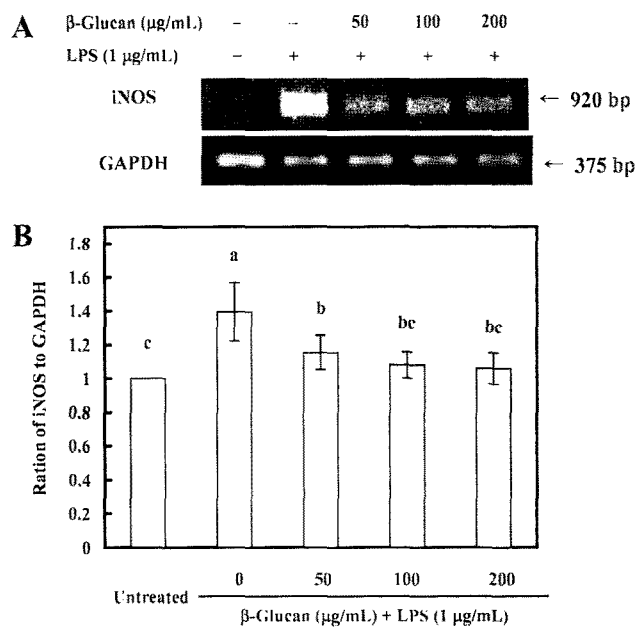 A
β-Glucan (μg/mL) – – 50 100 200
LPS (1 μg/mL) – + + + +
iNOS
← 920 bp
GAPDH
← 375 bp
B
Ration of iNOS to GAPDH
1.8
1.6
1.4
1.2
1
0.8
0.6
0.4
0.2
0
c
a
b
bc
bc
Untreated
0 50 100 200
β-Glucan (μg/mL) + LPS (1 μg/mL)